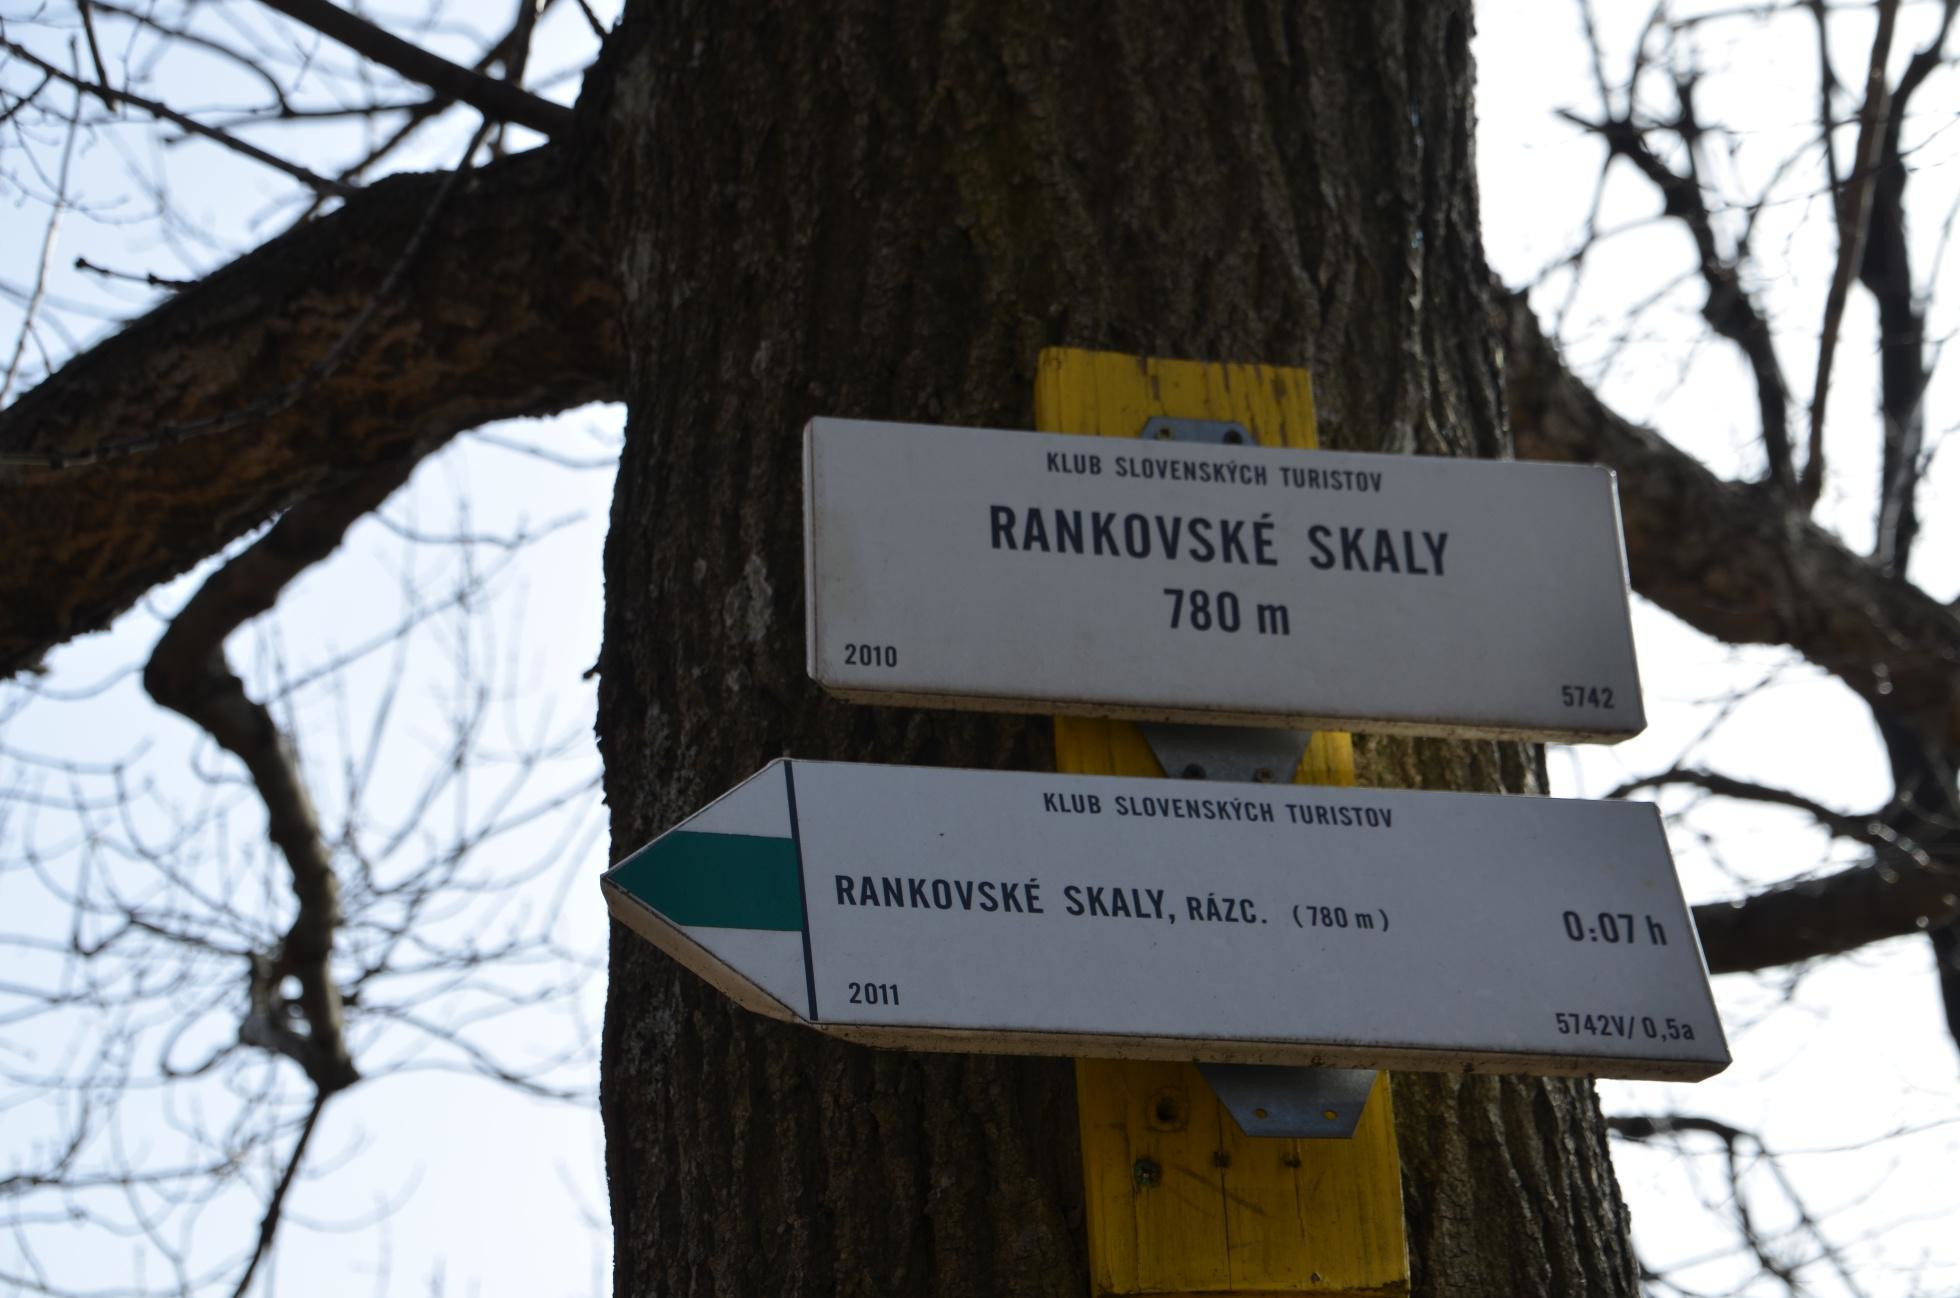 KLUB SLOVENSKÝCH TURISTOV
RANKOVSKÉ SKALY
780 m
2010 5742
KLUB SLOVENSKÝCH TURISTOV
RANKOVSKÉ SKALY, RÁZC. (780 m) 0:07 h
2011 5742V/0,5a